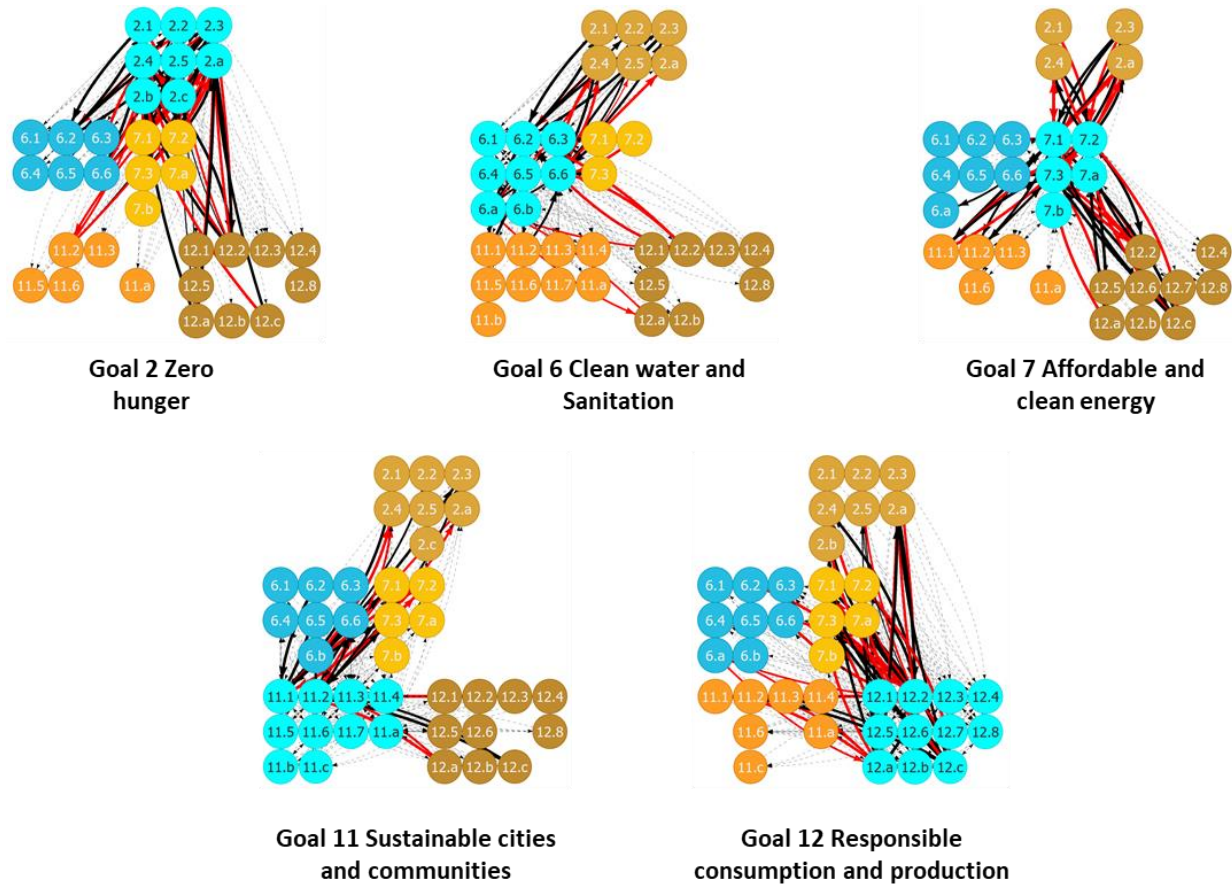 2.1 2.2 2.3
2.4 2.5 2.a
2.b 2.c
6.1 6.2 6.3 7.1 7.2
6.4 6.5 6.6 7.3 7.a
7.b
11.2 11.3 12.1 12.2 12.3 12.4
11.5 11.6 11.a 12.5 12.8
12.a 12.b 12.c
Goal 2 Zero
hunger
2.1 2.2 2.3
2.4 2.5 2.a
6.1 6.2 6.3 7.1 7.2
6.4 6.5 6.6 7.3
6.a 6.b
11.1 11.2 11.3 11.4 12.1 12.2 12.3 12.4
11.5 11.6 11.7 11.a 12.5 12.8
11.b 12.a 12.b
Goal 6 Clean water and
Sanitation
2.1 2.3
2.4 2.a
6.1 6.2 6.3 7.1 7.2
6.4 6.5 6.6 7.3 7.a
6.a 7.b
11.1 11.2 11.3 12.2 12.4
11.6 11.a 12.5 12.6 12.7 12.8
12.a 12.b 12.c
Goal 7 Affordable and
clean energy
2.1 2.2 2.3
2.4 2.5 2.a
2.c
6.1 6.2 6.3 7.1 7.2
6.4 6.5 6.6 7.3 7.a
6.b 7.b
11.1 11.2 11.3 11.4 12.1 12.2 12.3 12.4
11.5 11.6 11.7 11.a 12.5 12.6 12.8
11.b 11.c 12.a 12.b 12.c
Goal 11 Sustainable cities
and communities
2.1 2.2 2.3
2.4 2.5 2.a
2.b
6.1 6.2 6.3 7.1 7.2
6.4 6.5 6.6 7.3 7.a
6.a 6.b 7.b
11.1 11.2 11.3 11.4 12.1 12.2 12.3 12.4
11.6 11.a 12.5 12.6 12.7 12.8
11.c 12.a 12.b 12.c
Goal 12 Responsible
consumption and production